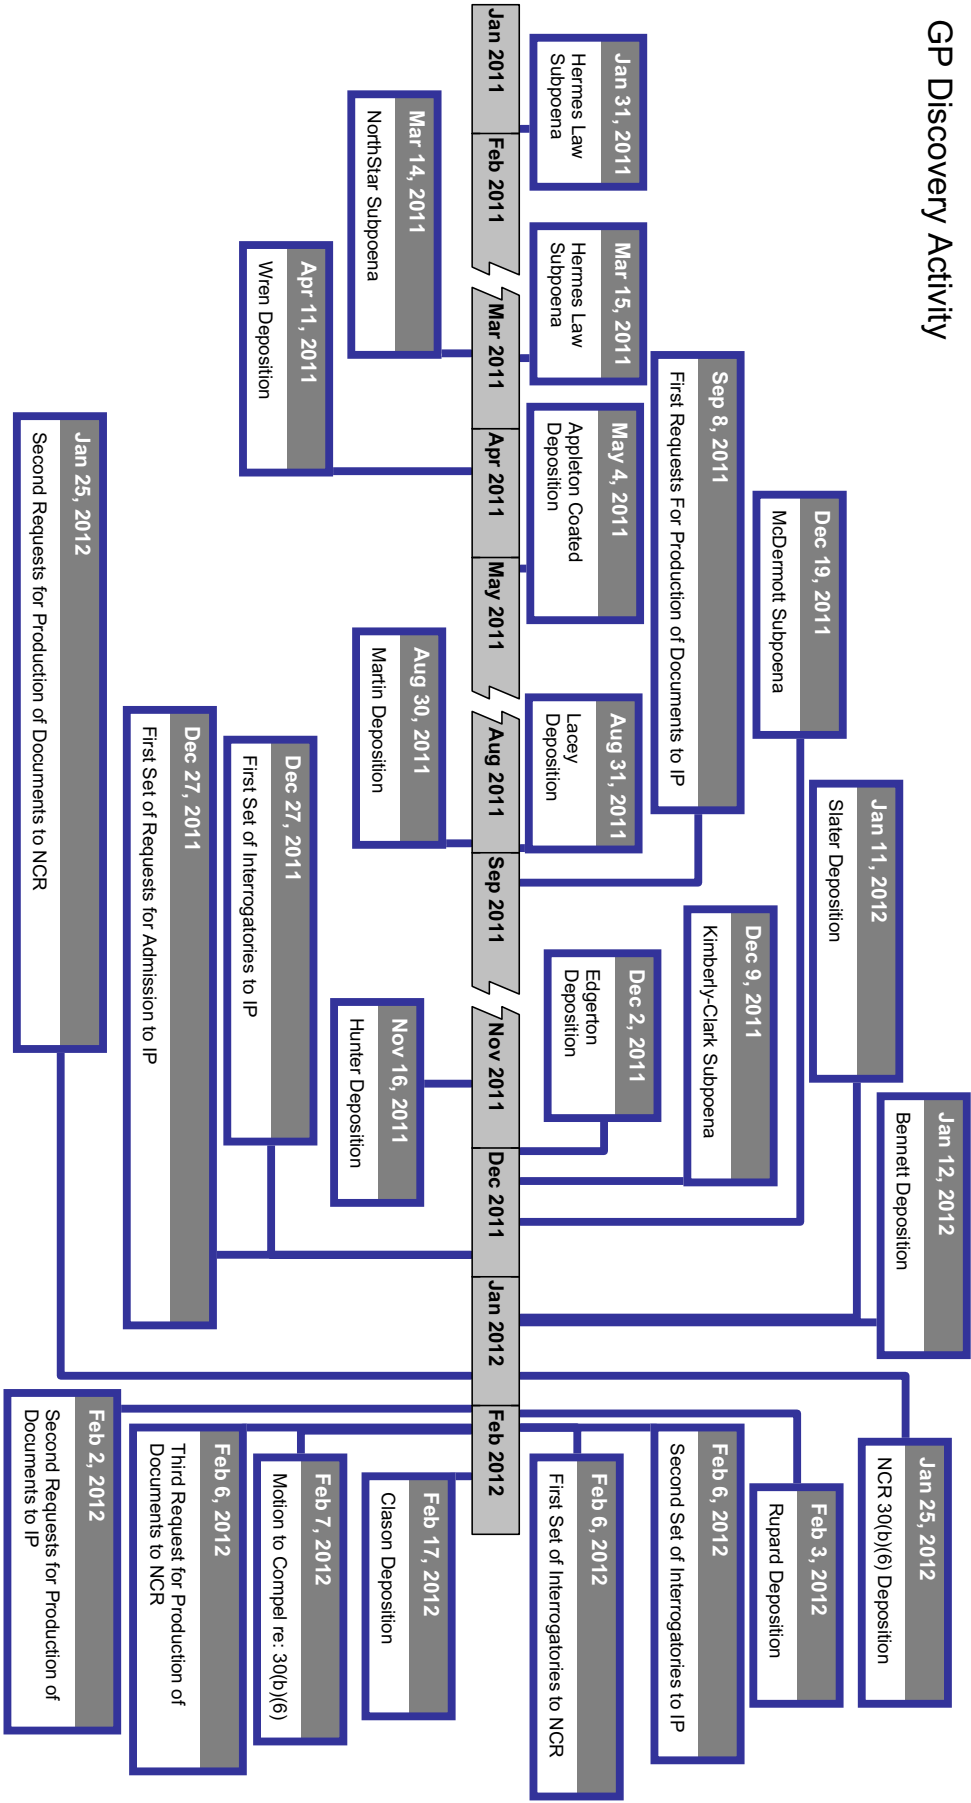 GP Discovery Activity
Jan 31, 2011
Hermes Law
Subpoena
Mar 15, 2011
Hermes Law
Subpoena
Sep 8, 2011
First Requests For Production of Documents to IP
May 4, 2011
Appleton Coated
Deposition
Dec 19, 2011
McDermott Subpoena
Aug 31, 2011
Lacey
Deposition
Jan 11, 2012
Slater Deposition
Dec 9, 2011
Kimberly-Clark Subpoena
Dec 2, 2011
Edgerton
Deposition
Jan 12, 2012
Bennett Deposition
Jan 25, 2012
NCR 30(b)(6) Deposition
Feb 3, 2012
Rupard Deposition
Feb 6, 2012
Second Set of Interrogatories to IP
Feb 6, 2012
First Set of Interrogatories to NCR
Jan 2011
Feb 2011
Mar 2011
Apr 2011
May 2011
Aug 2011
Sep 2011
Nov 2011
Dec 2011
Jan 2012
Feb 2012
Mar 14, 2011
NorthStar Subpoena
Apr 11, 2011
Wren Deposition
Aug 30, 2011
Martin Deposition
Nov 16, 2011
Hunter Deposition
Dec 27, 2011
First Set of Interrogatories to IP
Dec 27, 2011
First Set of Requests for Admission to IP
Jan 25, 2012
Second Requests for Production of Documents to NCR
Feb 17, 2012
Clason Deposition
Feb 7, 2012
Motion to Compel re: 30(b)(6)
Feb 6, 2012
Third Request for Production of
Documents to NCR
Feb 2, 2012
Second Requests for Production of
Documents to IP